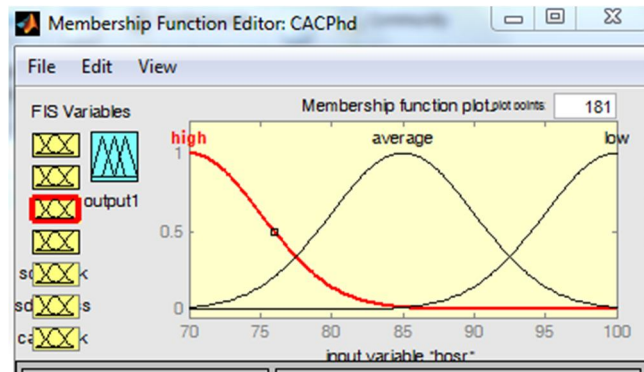 Membership Function Editor: CACPhd
File Edit View
FIS Variables
Membership function plots plot points: 181
high average low
output1
1
0.5
0
70 75 80 85 90 95 100
input variable "hosr"